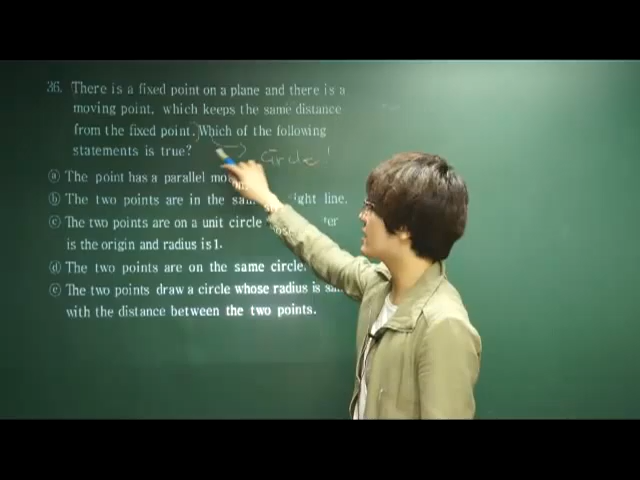 36. There is a fixed point on a plane and there is a
moving point, which keeps the same distance
from the fixed point. Which of the following
circle!
statements is true?
ⓐ The point has a parallel
ⓑ The two points are in the line.
ⓒ The two points are on a unit circle
is the origin and radius is 1.
ⓓ The two points are on the same circle.
ⓔ The two points draw a circle whose radius is
with the distance between the two points.